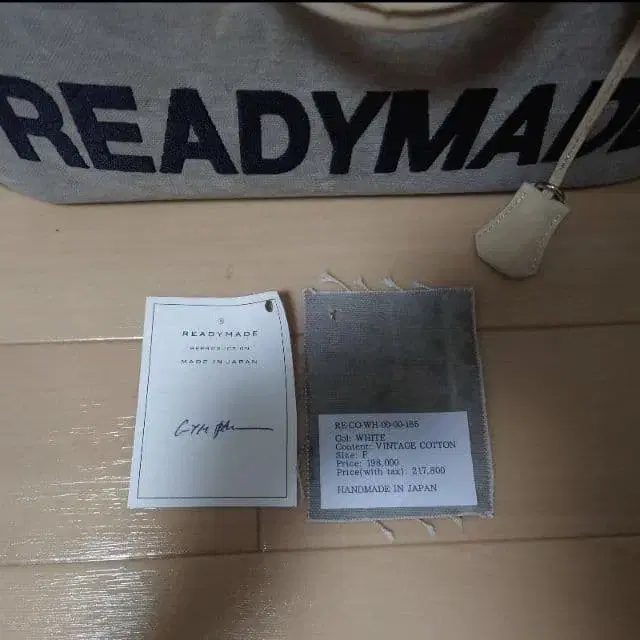 READYMADE
READYMADE
REPRODUCTION
MADE IN JAPAN
RE-CO-WH-00-00-186
Col: WHITE
Content: VINTAGE COTTON
Size: F
Price: 198,000
Price(with tax): 217,800
HANDMADE IN JAPAN